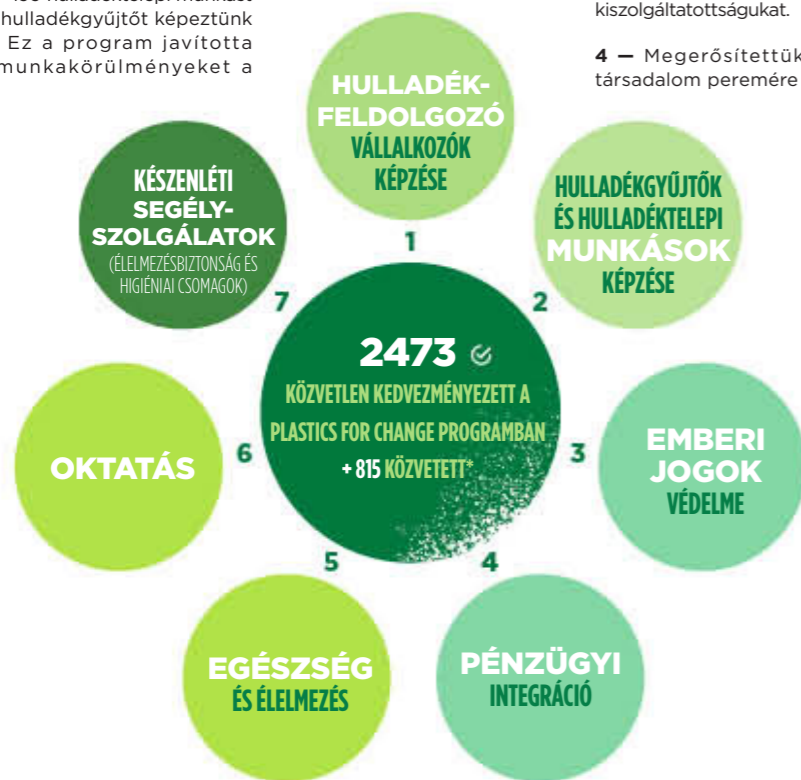 hulladékgyűjtőt képeztünk
Ez a program javította
munkakörülményeket a
kiszolgáltatottságukat.
4 — Megerősítettük
társadalom peremére
HULLADÉK-
FELDOLGOZÓ
VÁLLALKOZÓK
KÉPZÉSE
1
HULLADÉKGYŰJTŐK
ÉS HULLADÉKTELEPI
MUNKÁSOK
KÉPZÉSE
2
EMBERI
JOGOK
VÉDELME
3
PÉNZÜGYI
INTEGRÁCIÓ
4
EGÉSZSÉG
ÉS ÉLELMEZÉS
5
OKTATÁS
6
KÉSZENLÉTI
SEGÉLY-
SZOLGÁLATOK
(ÉLELMEZÉSBIZTONSÁG ÉS
HIGIÉNIAI CSOMAGOK)
7
2473
KÖZVETLEN KEDVEZMÉNYEZETT A
PLASTICS FOR CHANGE PROGRAMBAN
+ 815 KÖZVETETT*